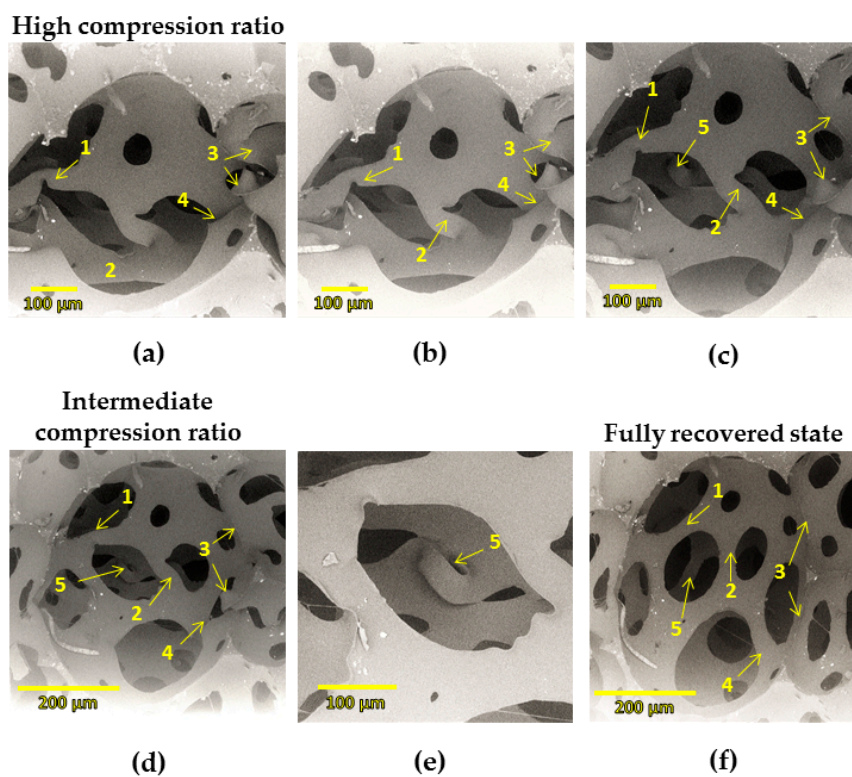 High compression ratio
1
3
4
2
100 μm
1
3
4
2
100 μm
1
5
3
2
4
100 μm
(a)
(b)
(c)
Intermediate
compression ratio
Fully recovered state
1
3
5
2
4
200 μm
5
100 μm
1
3
2
5
4
200 μm
(d)
(e)
(f)